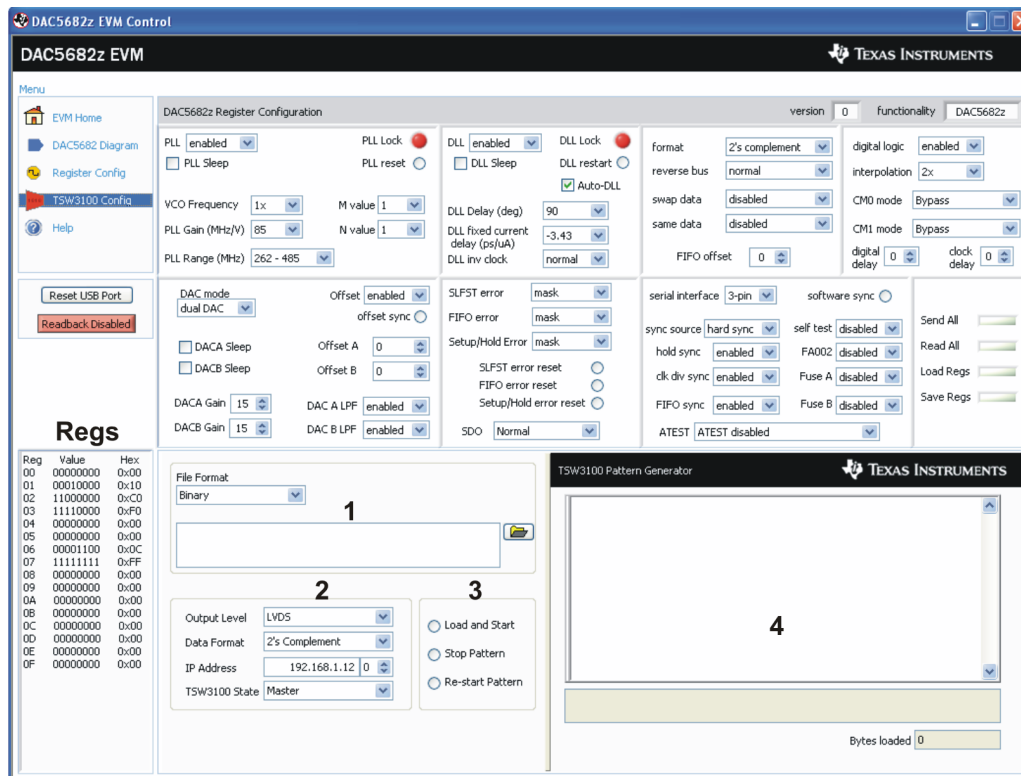 DAC5682z EVM Control
DAC5682z EVM
TEXAS INSTRUMENTS
Menu
EVM Home
DAC5682 Diagram
Register Config
TSW3100 Config
Help
Reset USB Port
Readback Disabled
DAC5682z Register Configuration
version 0 functionality DAC5682z
PLL enabled PLL Lock
PLL Sleep PLL reset
VCO Frequency 1x M value 1
PLL Gain (MHz/V) 85 N value 1
PLL Range (MHz) 262 - 485
DLL enabled DLL Lock
DLL Sleep DLL restart
Auto-DLL
DLL Delay (deg) 90
DLL fixed current
delay (ps/uA) -3.43
DLL inv clock normal
format 2's complement
reverse bus normal
swap data disabled
same data disabled
FIFO offset 0
digital logic enabled
interpolation 2x
CM0 mode Bypass
CM1 mode Bypass
digital delay 0 clock delay 0
DAC mode
dual DAC
Offset enabled
offset sync
DACA Sleep Offset A 0
DACB Sleep Offset B 0
DACA Gain 15 DAC A LPF enabled
DACB Gain 15 DAC B LPF enabled
SLFST error mask
FIFO error mask
Setup/Hold Error mask
SLFST error reset
FIFO error reset
Setup/Hold error reset
SDO Normal
serial interface 3-pin software sync
sync source hard sync self test disabled
hold sync enabled FA002 disabled
clk div sync enabled Fuse A disabled
FIFO sync enabled Fuse B disabled
ATEST ATEST disabled
Send All
Read All
Load Regs
Save Regs
Regs
Reg Value Hex
00 00000000 0x00
01 00010000 0x10
02 11000000 0xC0
03 11110000 0xF0
04 00000000 0x00
05 00000000 0x00
06 00001100 0x0C
07 11111111 0xFF
08 00000000 0x00
09 00000000 0x00
0A 00000000 0x00
0B 00000000 0x00
0C 00000000 0x00
0D 00000000 0x00
0E 00000000 0x00
0F 00000000 0x00
File Format
Binary
1
2
Output Level LVDS
Data Format 2's Complement
IP Address 192.168.1.12 0
TSW3100 State Master
3
Load and Start
Stop Pattern
Re-start Pattern
TSW3100 Pattern Generator
TEXAS INSTRUMENTS
4
Bytes loaded 0